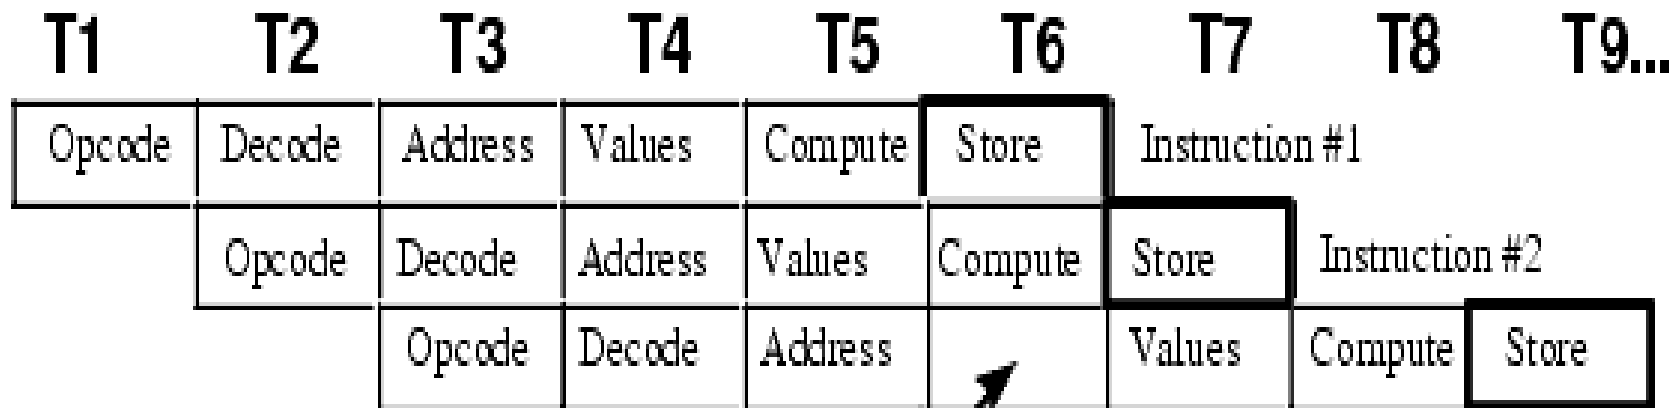 T1 T2 T3 T4 T5 T6 T7 T8 T9...
Opcode Decode Address Values Compute Store Instruction #1
Opcode Decode Address Values Compute Store Instruction #2
Opcode Decode Address Values Compute Store